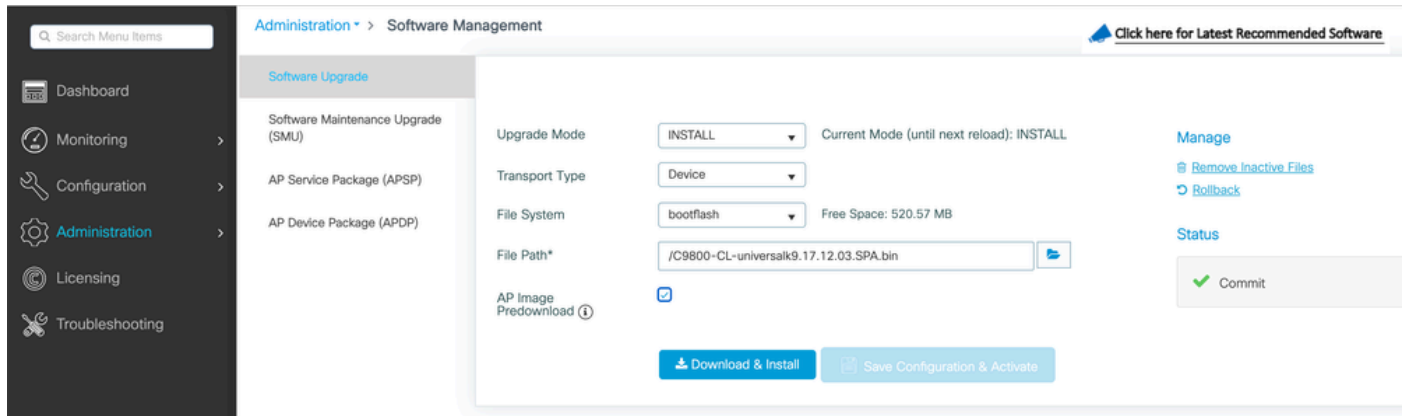 Search Menu Items
Dashboard
Monitoring
Configuration
Administration
Licensing
Troubleshooting
Administration > Software Management
Click here for Latest Recommended Software
Software Upgrade
Software Maintenance Upgrade
(SMU)
AP Service Package (APSP)
AP Device Package (APDP)
Upgrade Mode INSTALL Current Mode (until next reload): INSTALL
Transport Type Device
File System bootflash Free Space: 520.57 MB
File Path* /C9800-CL-universalk9.17.12.03.SPA.bin
AP Image
Predownload
Download & Install Save Configuration & Activate
Manage
Remove Inactive Files
Rollback
Status
Commit